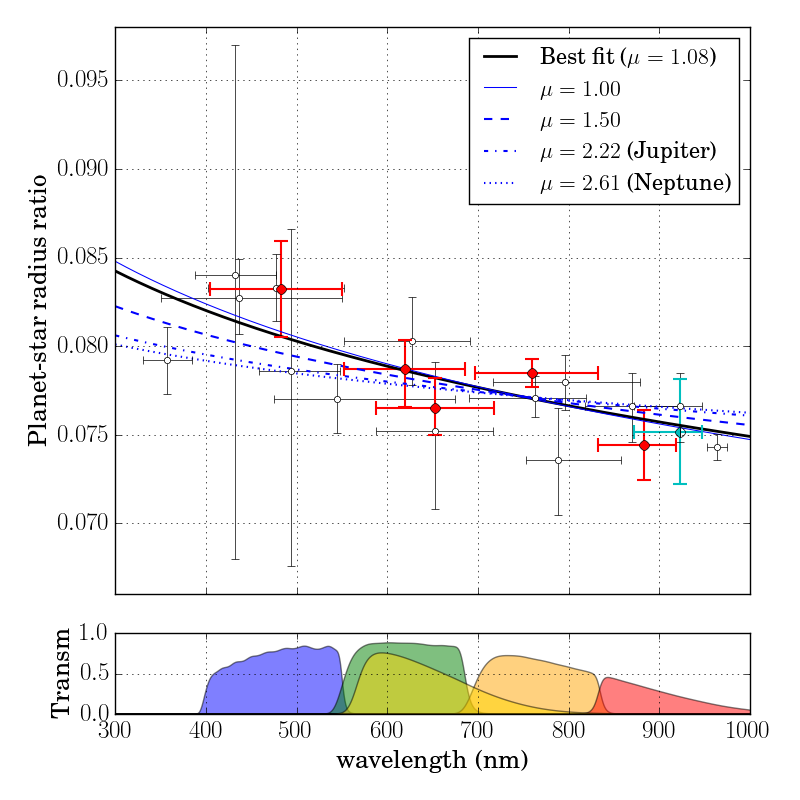 Best fit (μ = 1.08)
μ = 1.00
μ = 1.50
μ = 2.22 (Jupiter)
μ = 2.61 (Neptune)
Planet-star radius ratio
0.095
0.090
0.085
0.080
0.075
0.070
Transm
1.0
0.5
0.0
300 400 500 600 700 800 900 1000
wavelength (nm)